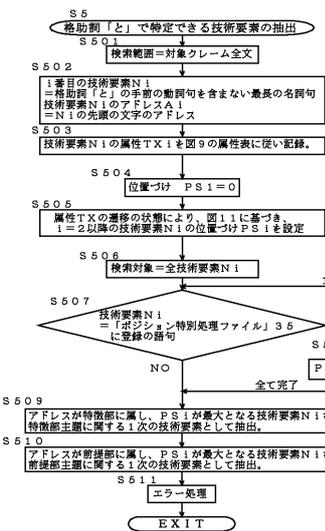 S5
格助詞「と」で特定できる技術要素の抽出
S501
検索範囲=対象クレーム全文
S502
i番目の技術要素Ni
=格助詞「と」の手前の動詞句を含まない最長の名詞句
技術要素NiのアドレスAi
=Niの先頭の文字のアドレス
S503
技術要素Niの属性TXiを図9の属性表に従い記録。
S504
位置づけ PS1=0
S505
属性TXの遷移の状態により、図11に基づき、
i=2以降の技術要素Niの位置づけPSiを設定
S506
検索対象=全技術要素Ni
S507
技術要素Ni
=「ポジション特別処理ファイル」35
に登録の語句
NO
S
P
全て完了
S509
アドレスが特徴部に属し、PSiが最大となる技術要素Niを
特徴部主題に関する1次の技術要素として抽出。
S510
アドレスが前提部に属し、PSiが最大となる技術要素Niを
前提部主題に関する1次の技術要素として抽出。
S511
エラー処理
EXIT